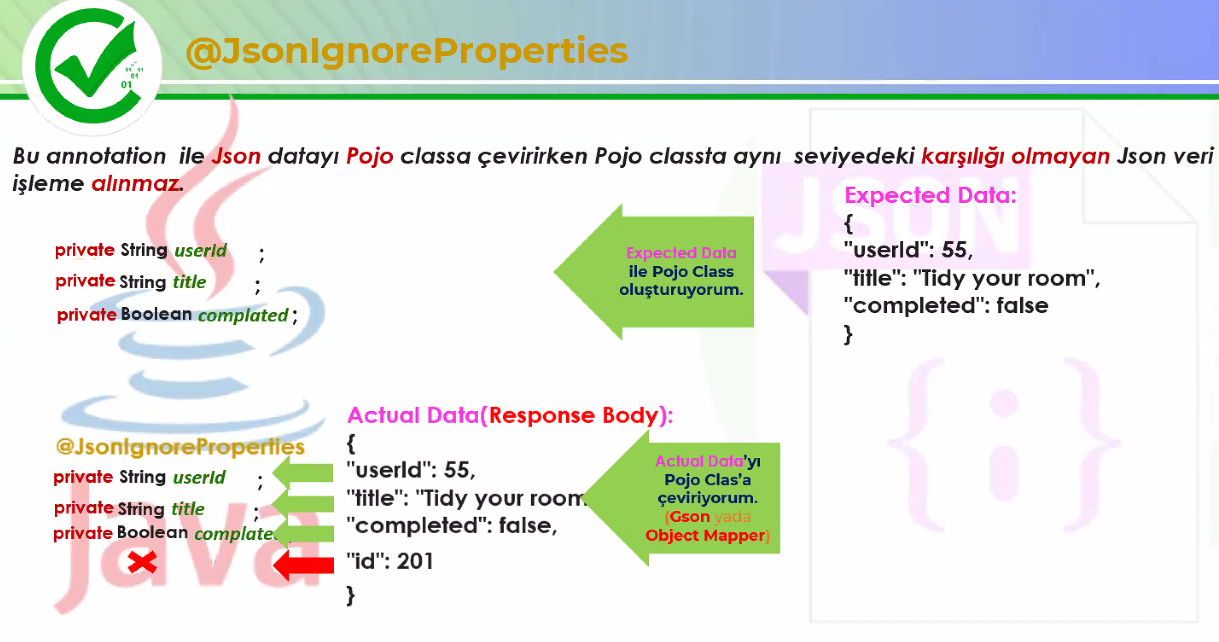 @JsonIgnoreProperties
01
Bu annotation ile Json datayı Pojo classa çevirirken Pojo classta aynı seviyedeki karşılığı olmayan Json veri
işleme alınmaz.
private String userId ;
private String title ;
private Boolean complated ;
Expected Data
ile Pojo Class
oluşturuyorum.
JSON
Expected Data:
{
"userId": 55,
"title": "Tidy your room",
"completed": false
}
@JsonIgnoreProperties
private String userId ;
private String title ;
private Boolean complated
Java
Actual Data(Response Body):
{
"userId": 55,
"title": "Tidy your room
"completed": false,
"id": 201
}
Actual Data'yı
Pojo Clas'a
çeviriyorum.
(Gson yada
Object Mapper)
{;}